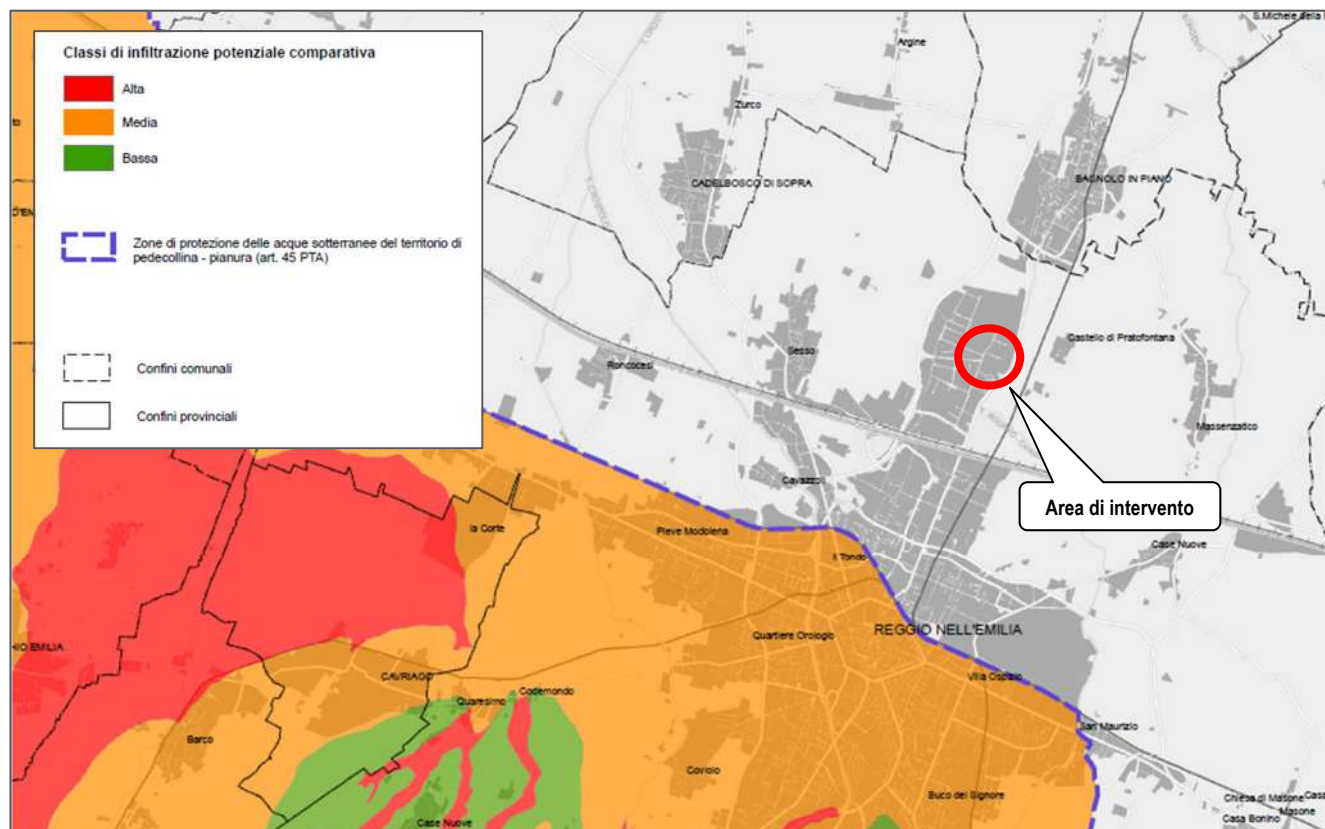 Classi di infiltrazione potenziale comparativa
Alta
Media
Bassa
Zone di protezione delle acque sotterranee del territorio di
pedecollina - pianura (art. 45 PTA)
Confini comunali
Confini provinciali
S.Michele della
Argine
Zurco
CADELBOSCO DI SOPRA
BAGNOLO IN PIANO
Castello di Pratofontana
Sesso
Roncocesi
Massenzatico
Cavazzoli
Area di intervento
la Corte
Pieve Modolena
Il Tondo
Case Nuove
Quartiere Orologio
REGGIO NELL'EMILIA
IO EMILIA
CAVRIAGO
Villa Ospizio
Quaresimo
Codemondo
San Maurizio
Barco
Coviolo
Buco del Signore
Chiesa di Masone
Casa
Masone
Casa Bonino
Case Nuove